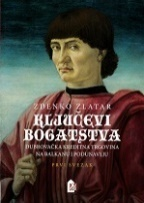 ZDENKO ZLATAR
KLJUČEVI
BOGATSTVA
DUBROVAČKA KREDITNA TRGOVINA
NA BALKANU I PODUNAVLJU
PRVI SVEZAK